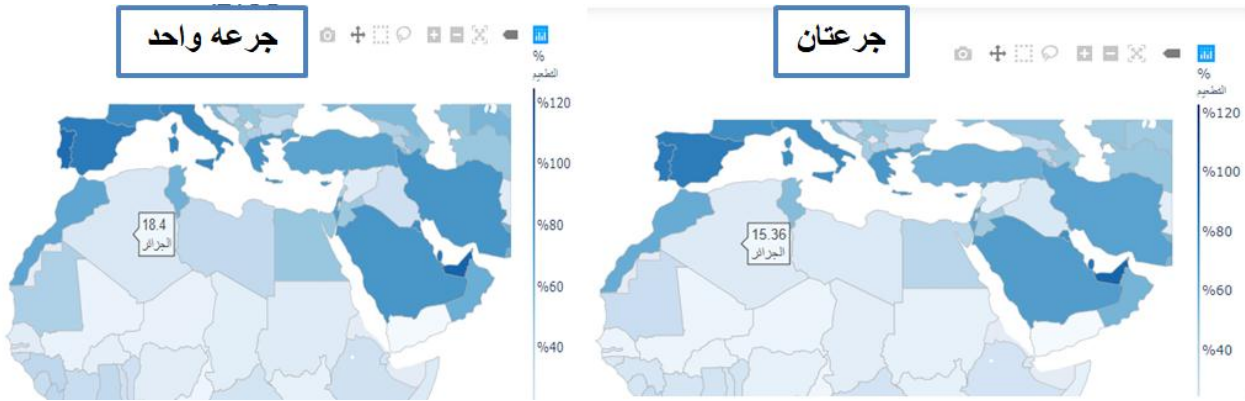 جرعه واحد
%
التطعيم
%120
%100
%80
%60
%40
18.4
الجزائر
جرعتان
%
التطعيم
%120
%100
%80
%60
%40
15.36
الجزائر